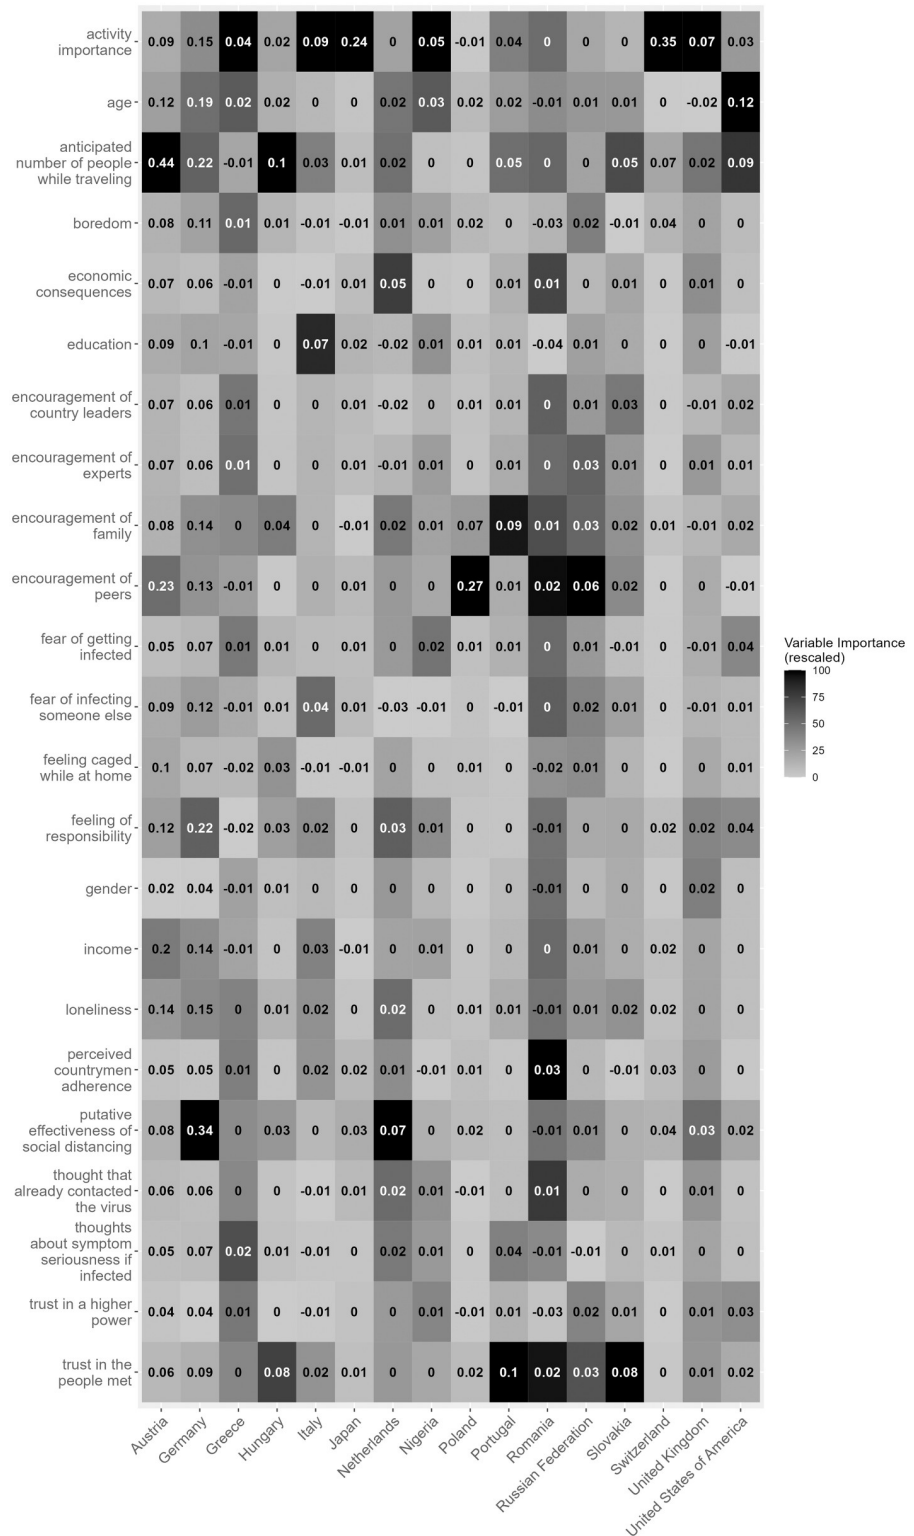 activity
importance
0.09 0.15 0.04 0.02 0.09 0.24 0 0.05 -0.01 0.04 0 0 0 0.35 0.07 0.03
age
0.12 0.19 0.02 0.02 0 0 0.02 0.03 0.02 0.02 -0.01 0.01 0.01 0 -0.02 0.12
anticipated
number of people
while traveling
0.44 0.22 -0.01 0.1 0.03 0.01 0.02 0 0 0.05 0 0 0.05 0.07 0.02 0.09
boredom
0.08 0.11 0.01 0.01 -0.01 -0.01 0.01 0.01 0.02 0 -0.03 0.02 -0.01 0.04 0 0
economic
consequences
0.07 0.06 -0.01 0 -0.01 0.01 0.05 0 0 0.01 0.01 0 0.01 0 0.01 0
education
0.09 0.1 -0.01 0 0.07 0.02 -0.02 0.01 0.01 0.01 -0.04 0.01 0 0 0 -0.01
encouragement of
country leaders
0.07 0.06 0.01 0 0 0.01 -0.02 0 0.01 0.01 0 0.01 0.03 0 -0.01 0.02
encouragement of
experts
0.07 0.06 0.01 0 0 0.01 -0.01 0.01 0 0.01 0 0.03 0.01 0 0.01 0.01
encouragement of
family
0.08 0.14 0 0.04 0 -0.01 0.02 0.01 0.07 0.09 0.01 0.03 0.02 0.01 -0.01 0.02
encouragement of
peers
0.23 0.13 -0.01 0 0 0.01 0 0 0.27 0.01 0.02 0.06 0.02 0 0 -0.01
fear of getting
infected
0.05 0.07 0.01 0.01 0 0.01 0 0.02 0.01 0.01 0 0.01 -0.01 0 -0.01 0.04
fear of infecting
someone else
0.09 0.12 -0.01 0.01 0.04 0.01 -0.03 -0.01 0 -0.01 0 0.02 0.01 0 -0.01 0.01
feeling caged
while at home
0.1 0.07 -0.02 0.03 -0.01 -0.01 0 0 0.01 0 -0.02 0.01 0 0 0 0.01
feeling of
responsibility
0.12 0.22 -0.02 0.03 0.02 0 0.03 0.01 0 0 -0.01 0 0 0.02 0.02 0.04
gender
0.02 0.04 -0.01 0.01 0 0 0 0 0 0 -0.01 0 0 0 0.02 0
income
0.2 0.14 -0.01 0 0.03 -0.01 0 0.01 0 0 0 0.01 0 0.02 0 0
loneliness
0.14 0.15 0 0.01 0.02 0 0.02 0 0.01 0.01 -0.01 0.01 0.02 0.02 0 0
perceived
countrymen
adherence
0.05 0.05 0.01 0 0.02 0.02 0.01 -0.01 0.01 0 0.03 0 -0.01 0.03 0 0
putative
effectiveness of
social distancing
0.08 0.34 0 0.03 0 0.03 0.07 0 0.02 0 -0.01 0.01 0 0.04 0.03 0.02
thought that
already contacted
the virus
0.06 0.06 0 0 -0.01 0.01 0.02 0.01 -0.01 0 0.01 0 0 0 0.01 0
thoughts
about symptom
seriousness if
infected
0.05 0.07 0.02 0.01 -0.01 0 0.02 0.01 0 0.04 -0.01 -0.01 0 0.01 0 0
trust in a higher
power
0.04 0.04 0.01 0 -0.01 0 0 0.01 -0.01 0.01 -0.03 0.02 0.01 0 0.01 0.03
trust in the
people met
0.06 0.09 0 0.08 0.02 0.01 0 0 0.02 0.1 0.02 0.03 0.08 0 0.01 0.02
Austria
Germany
Greece
Hungary
Italy
Japan
Netherlands
Nigeria
Poland
Portugal
Romania
Russian Federation
Slovakia
Switzerland
United Kingdom
United States of America
Variable Importance
(rescaled)
100
75
50
25
0